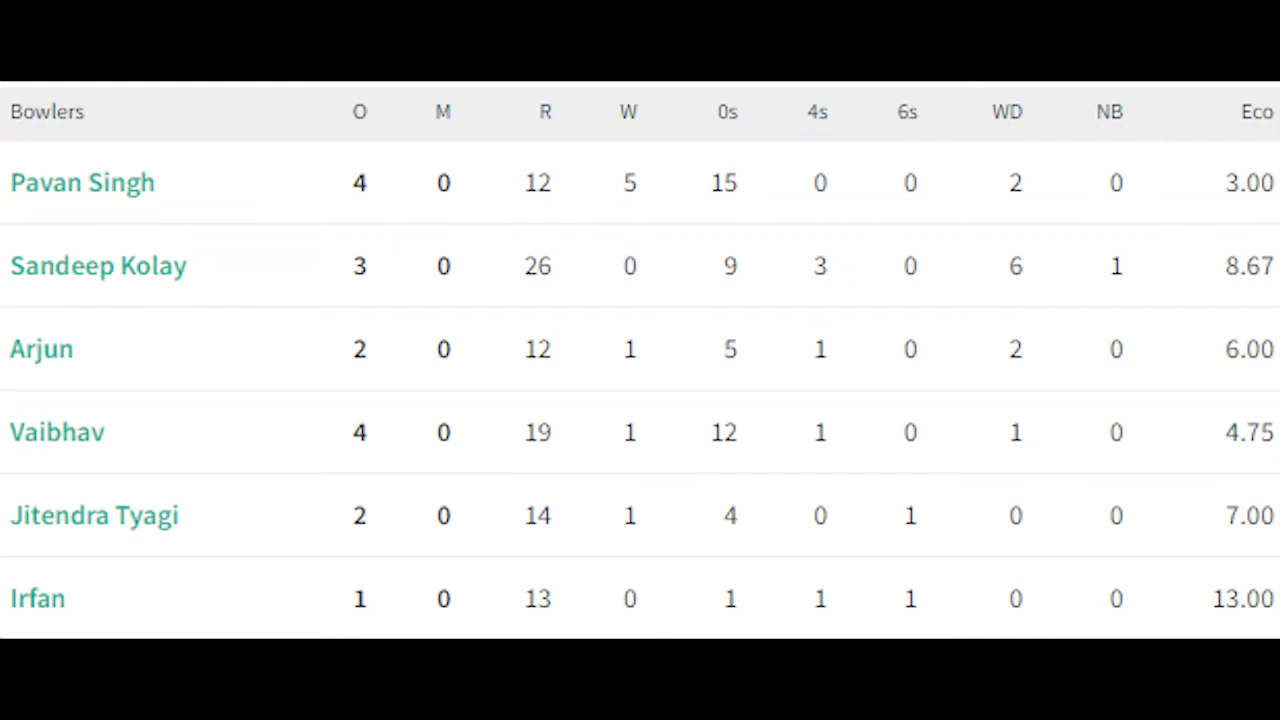 Bowlers O M R W 0s 4s 6s WD NB Eco
Pavan Singh 4 0 12 5 15 0 0 2 0 3.00
Sandeep Kolay 3 0 26 0 9 3 0 6 1 8.67
Arjun 2 0 12 1 5 1 0 2 0 6.00
Vaibhav 4 0 19 1 12 1 0 1 0 4.75
Jitendra Tyagi 2 0 14 1 4 0 1 0 0 7.00
Irfan 1 0 13 0 1 1 1 0 0 13.00